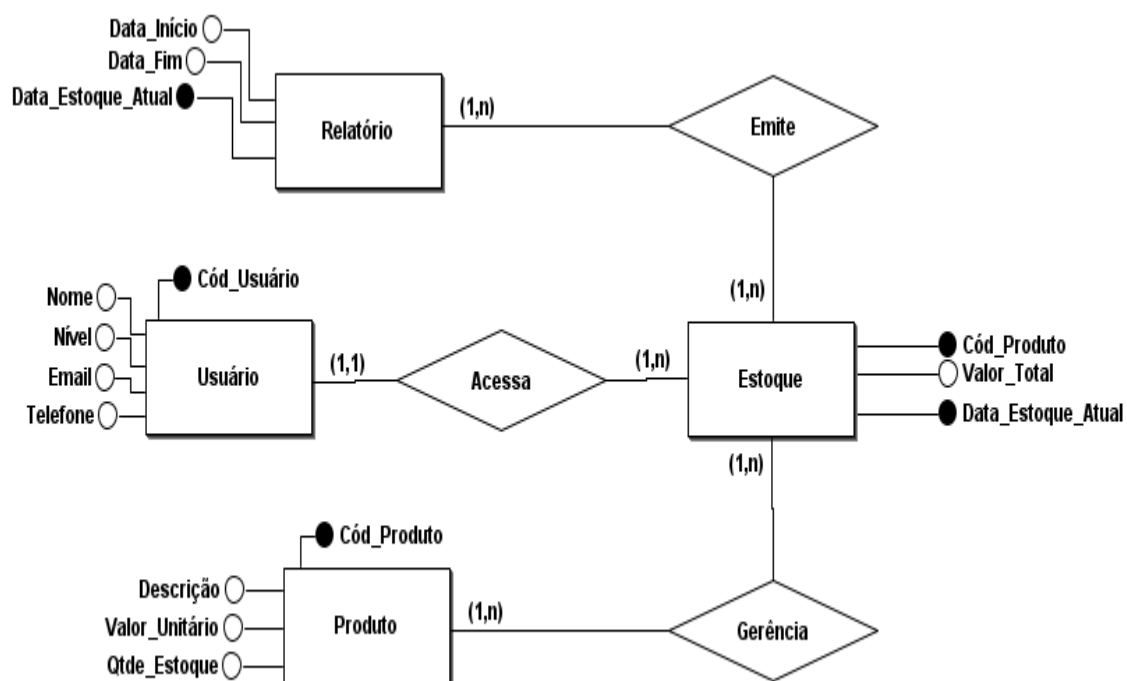 Data_Início
Data_Fim
Data_Estoque_Atual
Relatório
(1,n)
Emite
(1,n)
Cód_Usuário
Nome
Nível
Email
Telefone
Usuário
(1,1)
Acessa
(1,n)
Estoque
Cód_Produto
Valor_Total
Data_Estoque_Atual
(1,n)
Cód_Produto
Descrição
Valor_Unitário
Qtde_Estoque
Produto
(1,n)
Gerência